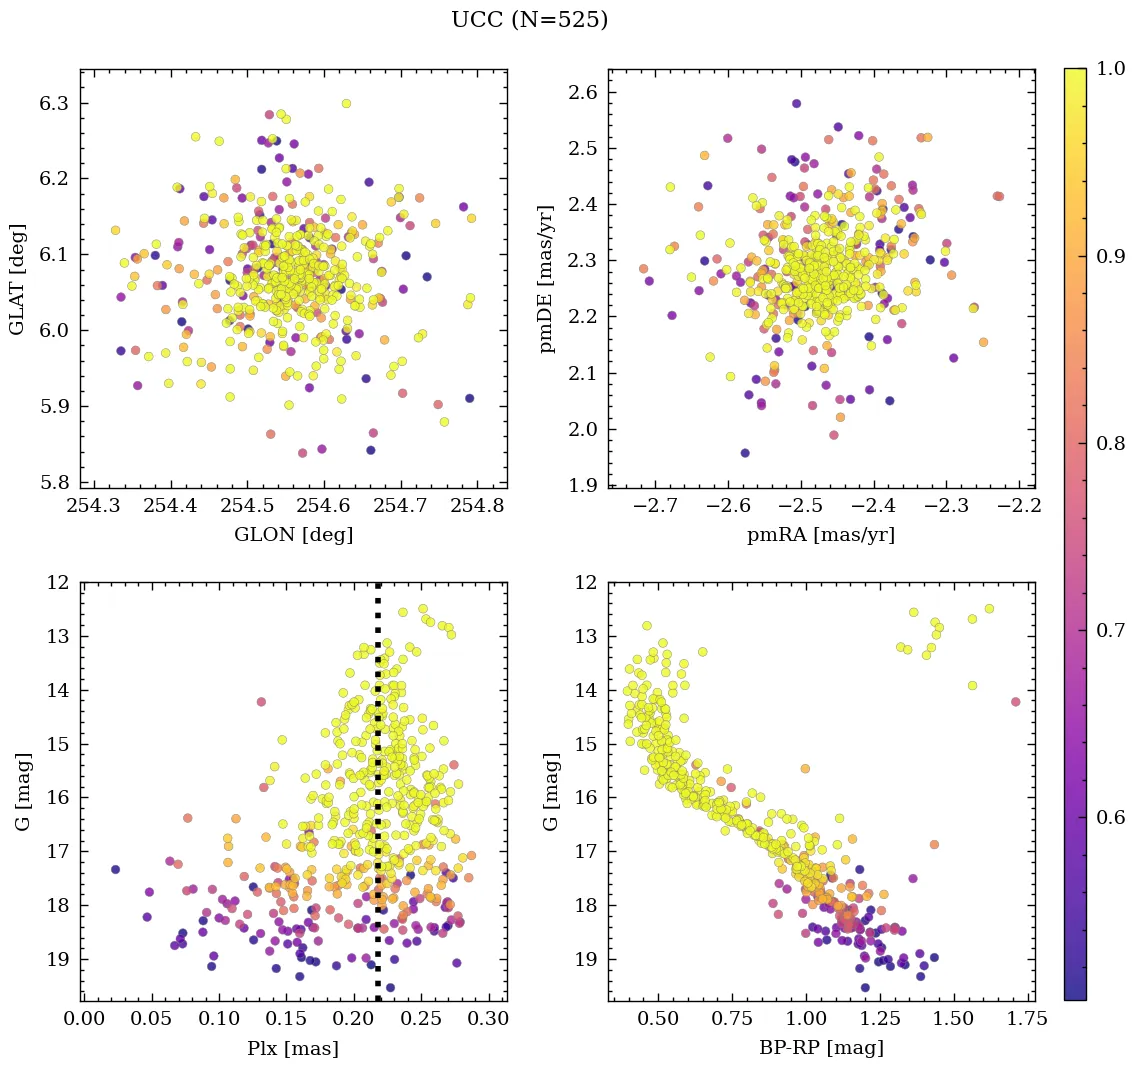 UCC (N=525)
6.3
6.2
6.1
6.0
5.9
5.8
GLAT [deg]
254.3 254.4 254.5 254.6 254.7 254.8
GLON [deg]
2.6
2.5
2.4
2.3
2.2
2.1
2.0
1.9
pmDE [mas/yr]
−2.7 −2.6 −2.5 −2.4 −2.3 −2.2
pmRA [mas/yr]
1.0
0.9
0.8
0.7
0.6
12
13
14
15
16
17
18
19
G [mag]
0.00 0.05 0.10 0.15 0.20 0.25 0.30
Plx [mas]
12
13
14
15
16
17
18
19
G [mag]
0.50 0.75 1.00 1.25 1.50 1.75
BP-RP [mag]